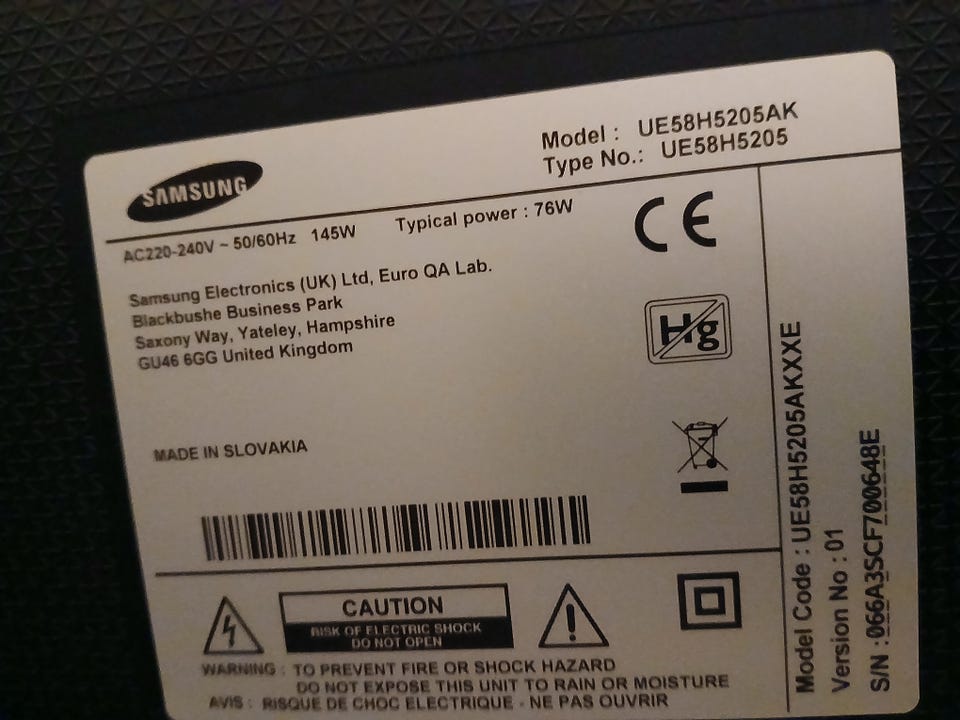 Model : UE58H5205AK
Type No.: UE58H5205
SAMSUNG
AC220-240V ~ 50/60Hz 145W Typical power : 76W
CE
Samsung Electronics (UK) Ltd, Euro QA Lab.
Blackbushe Business Park
Saxony Way, Yateley, Hampshire
GU46 6GG United Kingdom
Hg
MADE IN SLOVAKIA
CAUTION
RISK OF ELECTRIC SHOCK
DO NOT OPEN
WARNING : TO PREVENT FIRE OR SHOCK HAZARD
DO NOT EXPOSE THIS UNIT TO RAIN OR MOISTURE
AVIS : RISQUE DE CHOC ELECTRIQUE - NE PAS OUVRIR
Model Code : UE58H5205AKXXE
Version No : 01
S/N : 066A3SCF700648E